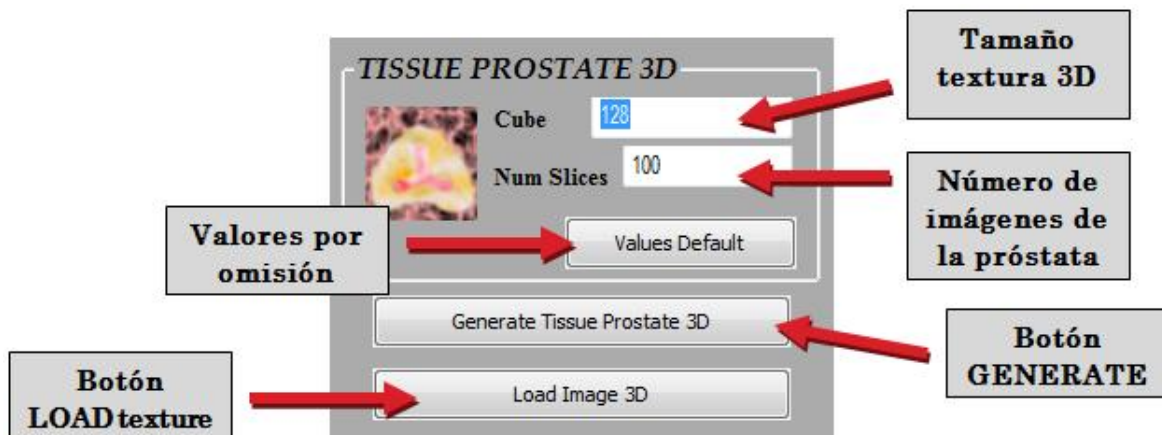 Tamaño
textura 3D
TISSUE PROSTATE 3D
Cube
128
Num Slices
100
Número de
imágenes de
la próstata
Valores por
omisión
Values Default
Generate Tissue Prostate 3D
Botón
GENERATE
Botón
LOAD texture
Load Image 3D